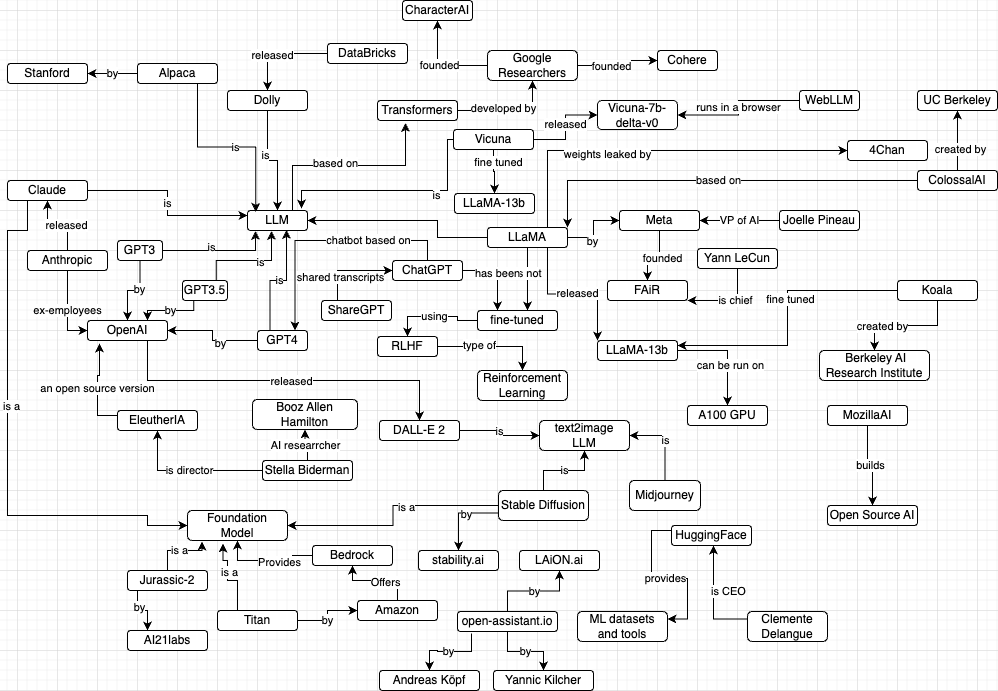 CharacterAI
released
DataBricks
founded
Google
Researchers
founded
Cohere
Stanford
by
Alpaca
Dolly
Transformers
developed by
Vicuna-7b-
delta-v0
runs in a browser
WebLLM
UC Berkeley
released
Vicuna
is
is
based on
fine tuned
weights leaked by
4Chan
created by
Claude
is
is
LLaMA-13b
based on
ColossalAI
released
LLM
LLaMA
by
Meta
VP of AI
Joelle Pineau
Anthropic
GPT3
is
is
chatbot based on
founded
Yann LeCun
ChatGPT
has been
not
shared transcripts
is
GPT3.5
by
by
released
FAiR
is chief
fine tuned
Koala
ex-employees
ShareGPT
using
fine-tuned
created by
OpenAI
by
GPT4
RLHF
type of
LLaMA-13b
can be run on
Berkeley AI
Research Institute
an open source version
released
Reinforcement
Learning
is a
EleutherIA
Booz Allen
Hamilton
A100 GPU
MozillaAI
DALL-E 2
is
text2image
LLM
is
AI researrcher
is director
Stella Biderman
is
builds
Midjourney
Stable Diffusion
is a
by
Open Source AI
Foundation
Model
HuggingFace
is a
Provides
Bedrock
stability.ai
LAiON.ai
is a
Jurassic-2
Offers
provides
is CEO
by
by
Titan
by
Amazon
open-assistant.io
ML datasets
and tools
Clemente
Delangue
AI21labs
by
by
Andreas Köpf
Yannic Kilcher